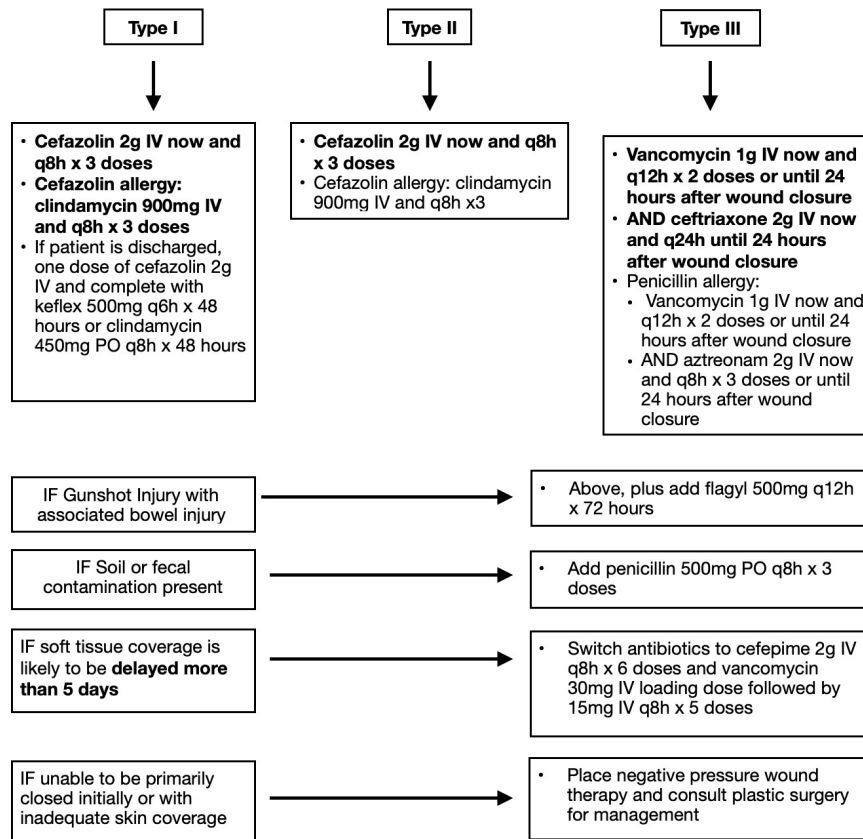 Type I
Type II
Type III
• Cefazolin 2g IV now and
q8h x 3 doses
• Cefazolin allergy:
clindamycin 900mg IV
and q8h x 3 doses
• If patient is discharged,
one dose of cefazolin 2g
IV and complete with
keflex 500mg q6h x 48
hours or clindamycin
450mg PO q8h x 48 hours
• Cefazolin 2g IV now and q8h
x 3 doses
• Cefazolin allergy: clindamycin
900mg IV and q8h x3
• Vancomycin 1g IV now and
q12h x 2 doses or until 24
hours after wound closure
• AND ceftriaxone 2g IV now
and q24h until 24 hours
after wound closure
• Penicillin allergy:
• Vancomycin 1g IV now and
q12h x 2 doses or until 24
hours after wound closure
• AND aztreonam 2g IV now
and q8h x 3 doses or until
24 hours after wound
closure
IF Gunshot Injury with
associated bowel injury
• Above, plus add flagyl 500mg q12h
x 72 hours
IF Soil or fecal
contamination present
• Add penicillin 500mg PO q8h x 3
doses
IF soft tissue coverage is
likely to be delayed more
than 5 days
• Switch antibiotics to cefepime 2g IV
q8h x 6 doses and vancomycin
30mg IV loading dose followed by
15mg IV q8h x 5 doses
IF unable to be primarily
closed initially or with
inadequate skin coverage
• Place negative pressure wound
therapy and consult plastic surgery
for management